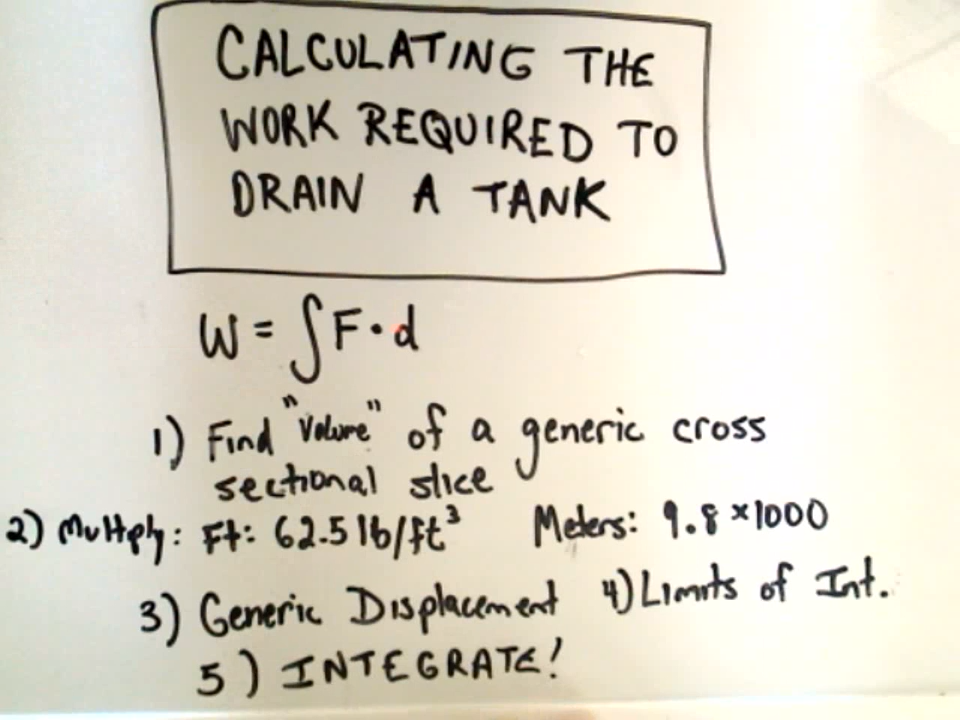 CALCULATING THE
WORK REQUIRED TO
DRAIN A TANK
W = ∫F·d
1) Find "Volume" of a generic cross
sectional slice
2) Multiply: Ft: 62.5 lb/ft³ Meters: 9.8 × 1000
3) Generic Displacement 4) Limits of Int.
5) INTEGRATE!